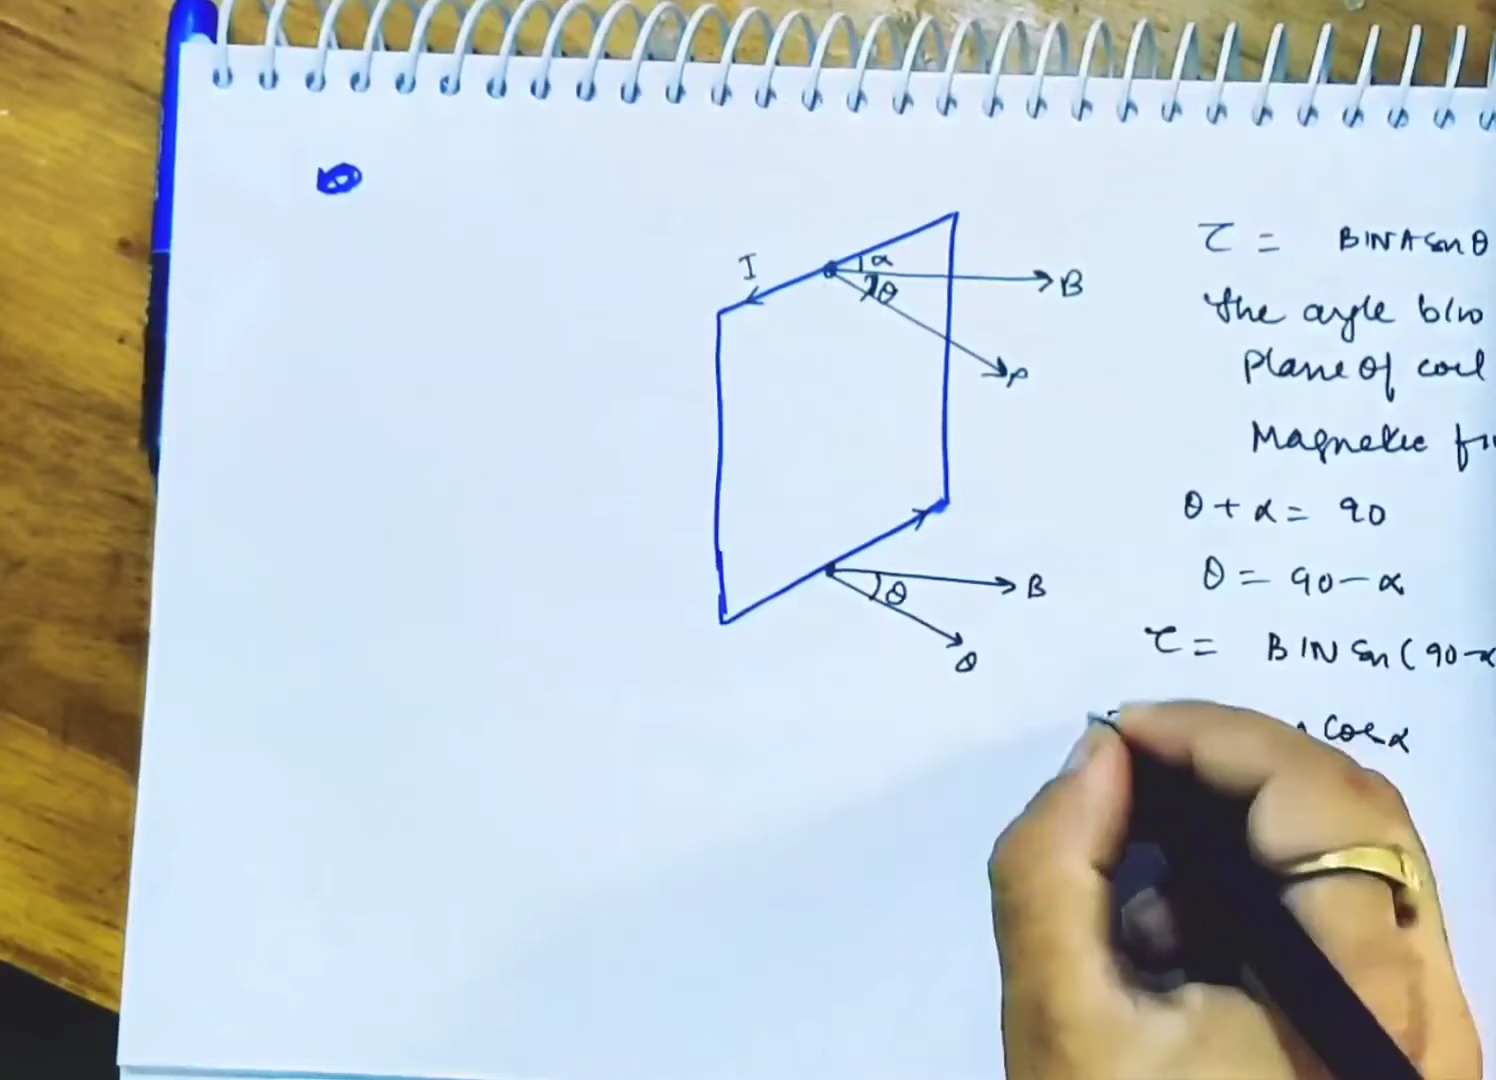 I
α
θ
B
P
B
θ
θ
τ = BINA Sin θ
the angle b/w
Plane of coil
Magnetic
θ + α = 90
θ = 90 - α
τ = BIN Sin (90 - α
Cos α